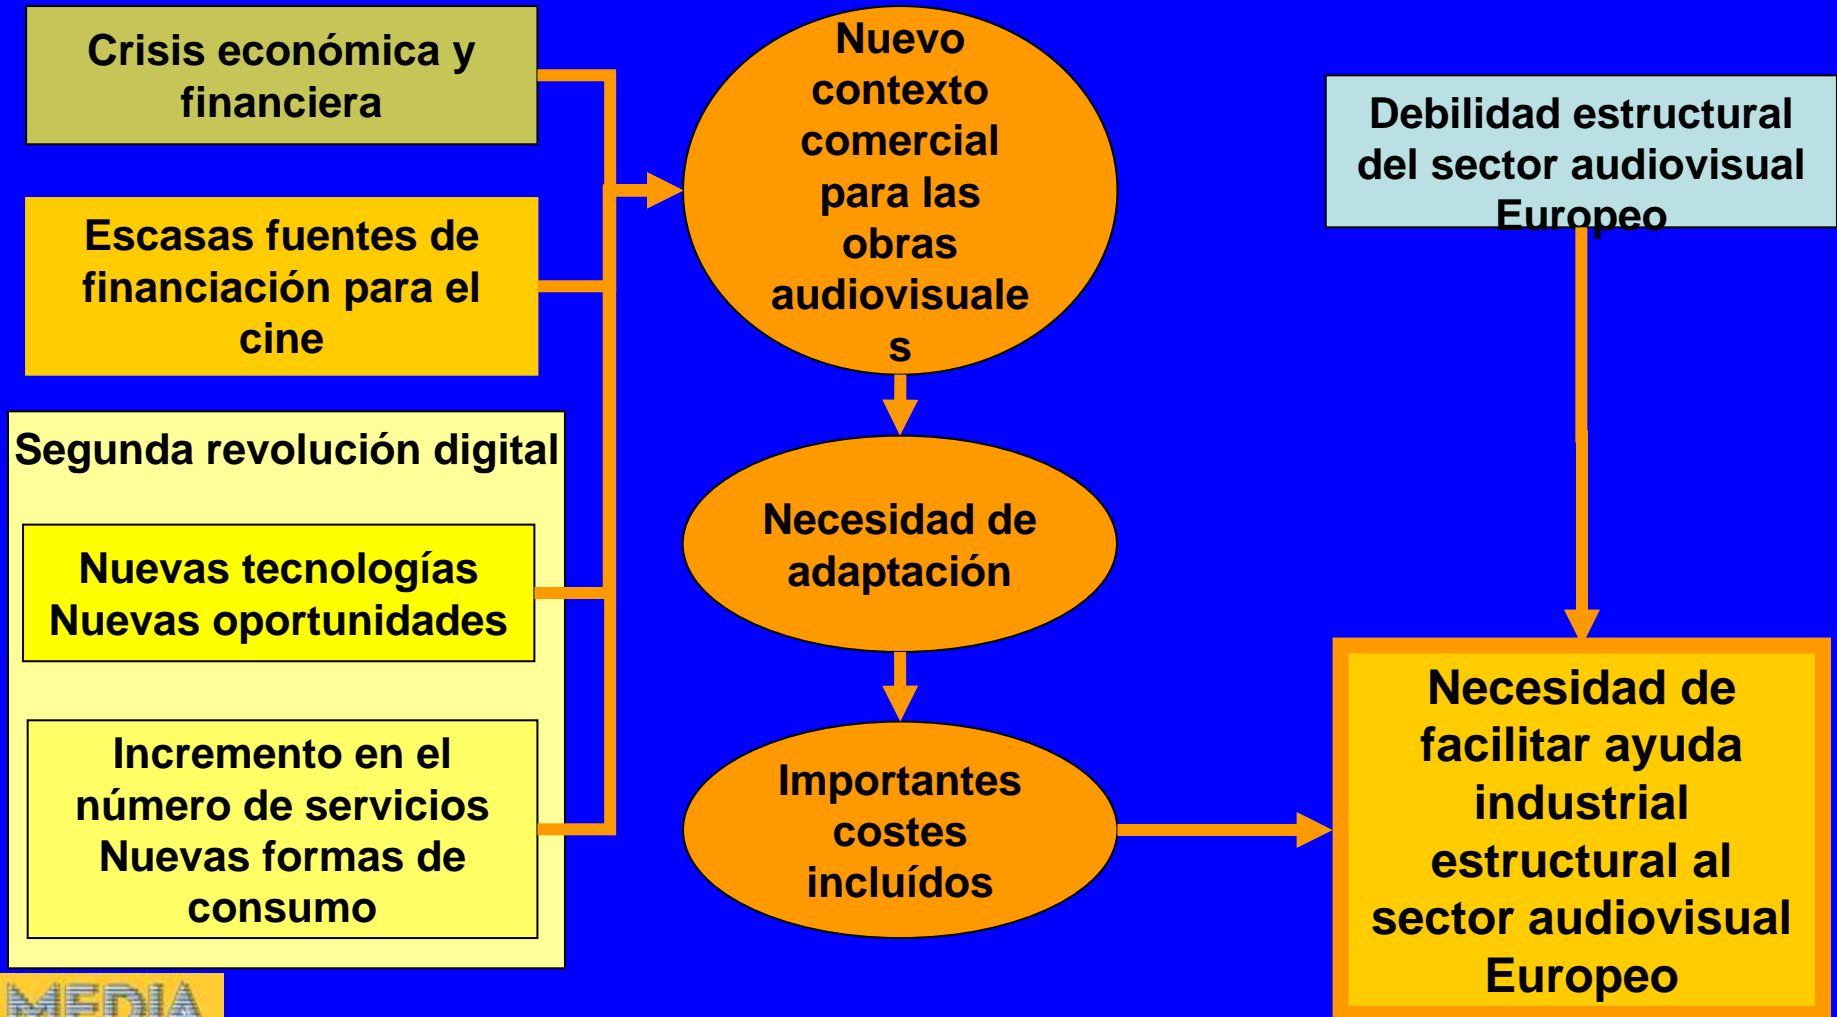 Crisis económica y
financiera
Escasas fuentes de
financiación para el
cine
Segunda revolución digital
Nuevas tecnologías
Nuevas oportunidades
Incremento en el
número de servicios
Nuevas formas de
consumo
Nuevo
contexto
comercial
para las
obras
audiovisuale
s
Necesidad de
adaptación
Importantes
costes
incluídos
Debilidad estructural
del sector audiovisual
Europeo
Necesidad de
facilitar ayuda
industrial
estructural al
sector audiovisual
Europeo
MEDIA